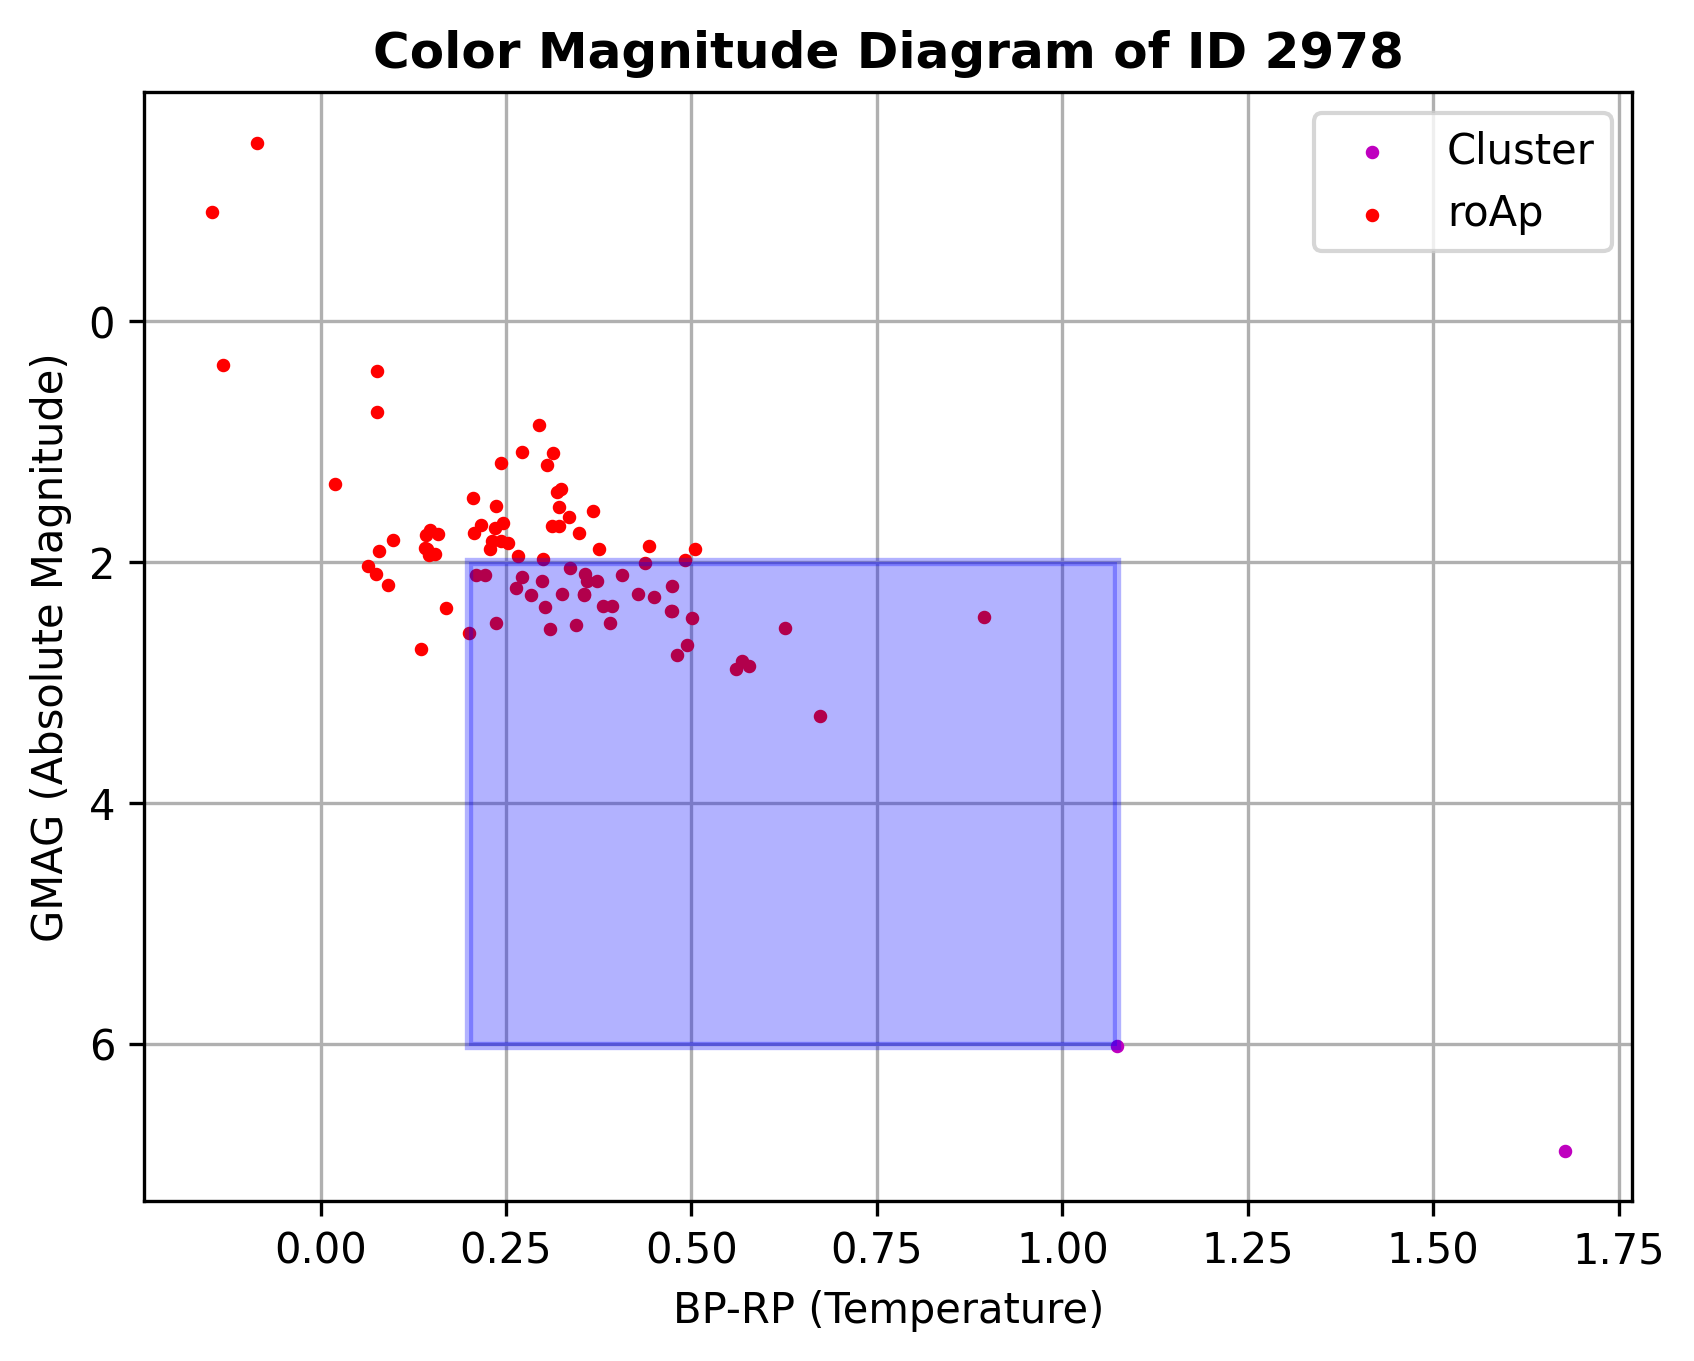 Color Magnitude Diagram of ID 2978
Cluster
roAp
GMAG (Absolute Magnitude)
0
2
4
6
0.00 0.25 0.50 0.75 1.00 1.25 1.50 1.75
BP-RP (Temperature)